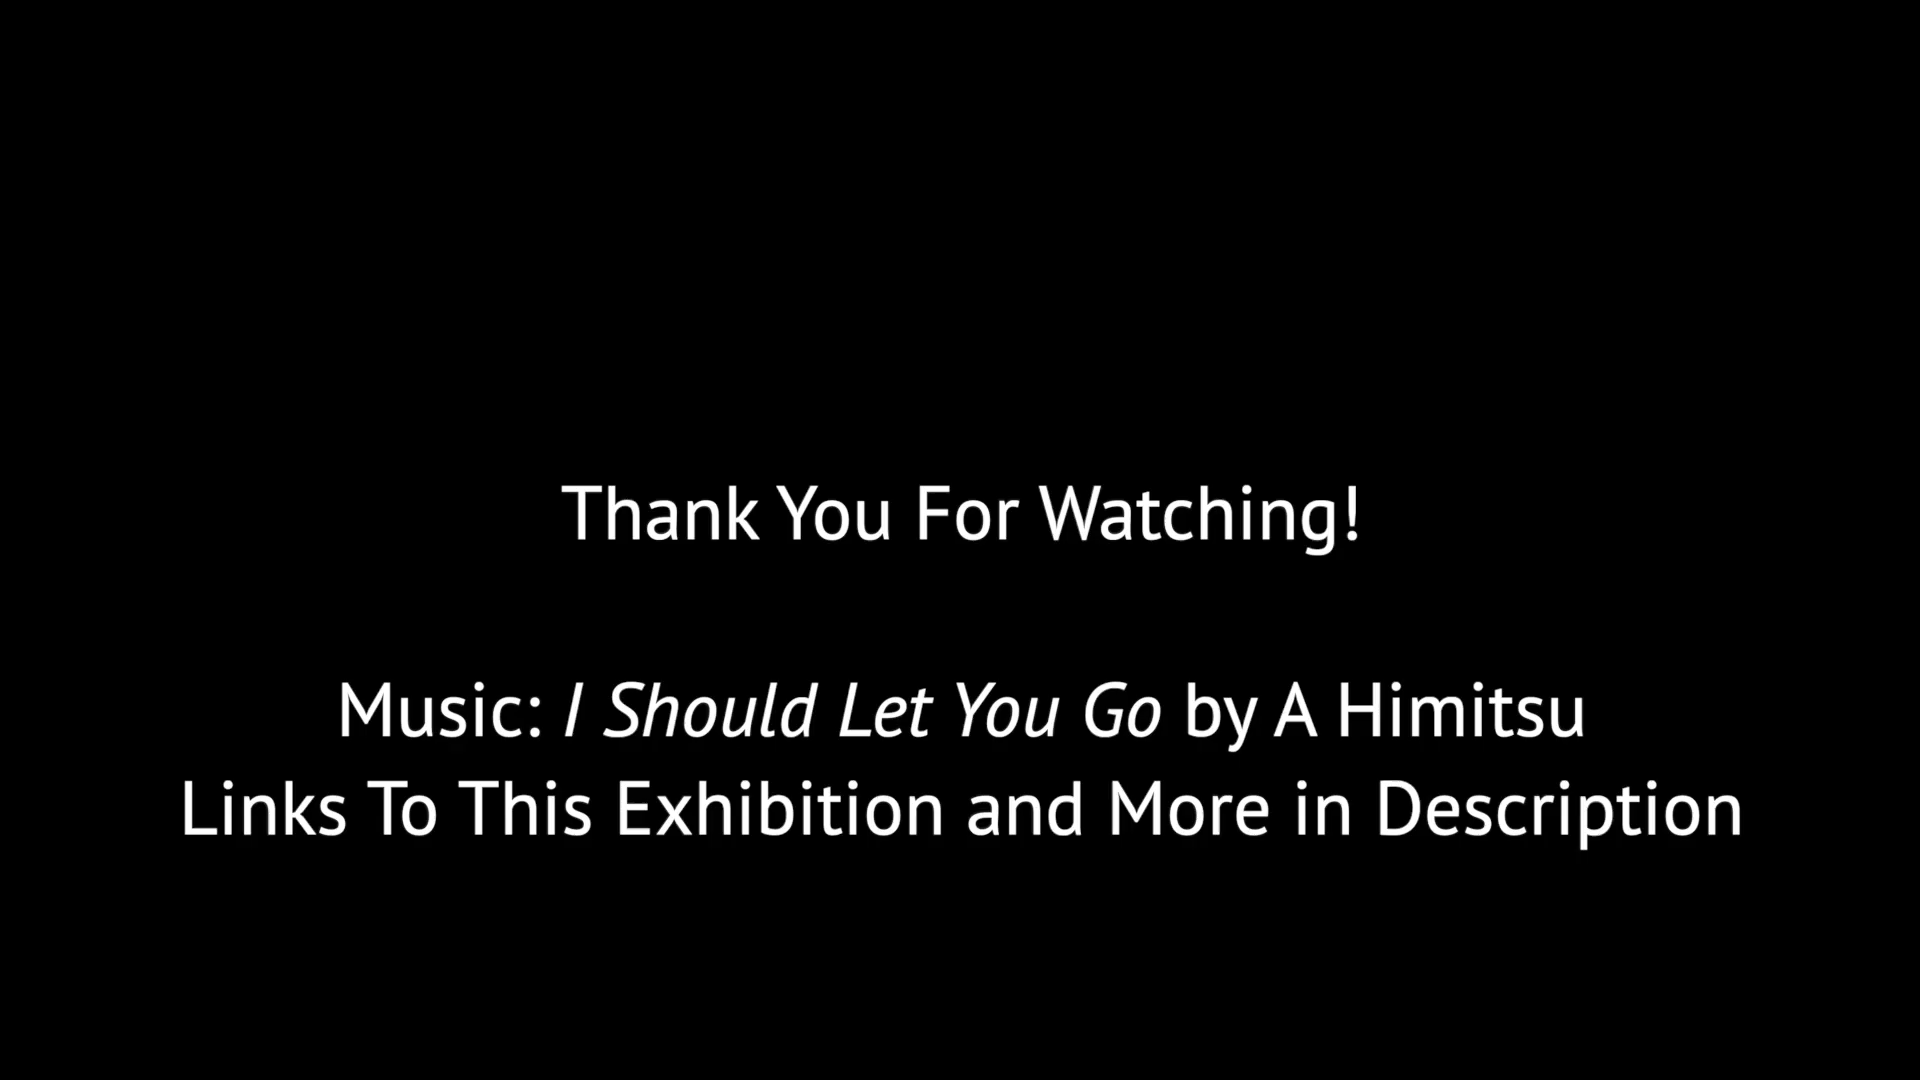 Thank You For Watching!
Music: I Should Let You Go by A Himitsu
Links To This Exhibition and More in Description